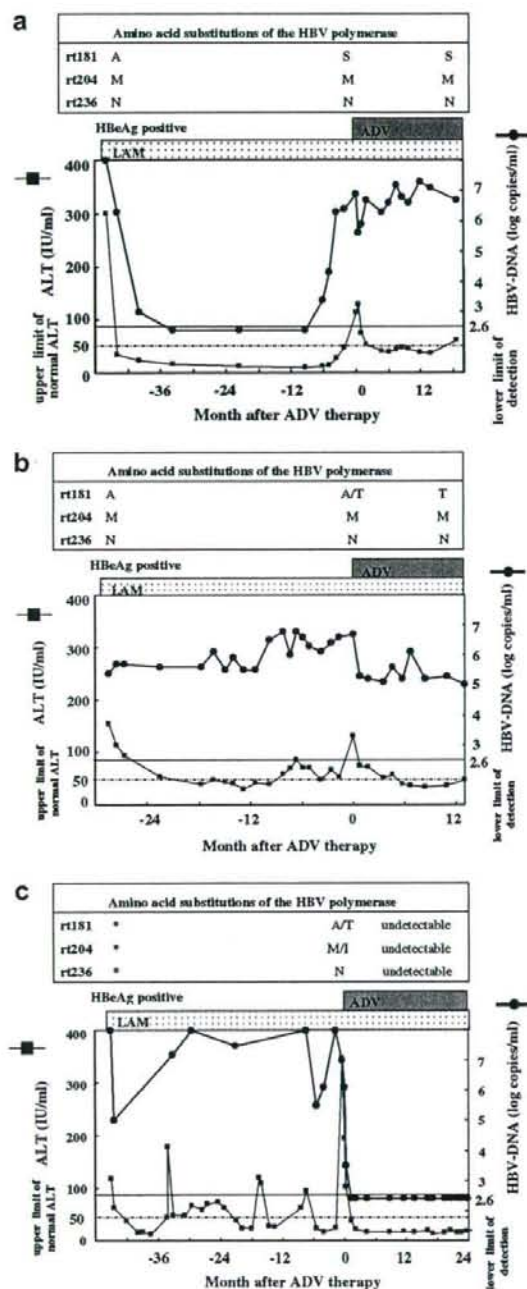 a
Amino acid substitutions of the HBV polymerase
rt181 A S S
rt204 M M M
rt236 N N N
HBeAg positive
ADV
LAM
400
300
200
100
50
0
ALT (IU/ml)
upper limit of
normal ALT
7
6
5
4
3
2.6
HBV-DNA (log copies/ml)
lower limit of
detection
-36 -24 -12 0 12
Month after ADV therapy
b
Amino acid substitutions of the HBV polymerase
rt181 A A/T T
rt204 M M M
rt236 N N N
HBeAg positive
ADV
LAM
400
300
200
100
50
0
ALT (IU/ml)
upper limit of
normal ALT
7
6
5
4
3
2.6
HBV-DNA (log copies/ml)
lower limit of
detection
-24 -12 0 12
Month after ADV therapy
c
Amino acid substitutions of the HBV polymerase
rt181 * A/T undetectable
rt204 * M/I undetectable
rt236 * N undetectable
HBeAg positive
ADV
LAM
400
300
200
100
50
0
ALT (IU/ml)
upper limit of
normal ALT
7
6
5
4
3
2.6
HBV-DNA (log copies/ml)
lower limit of
detection
-36 -24 -12 0 12 24
Month after ADV therapy